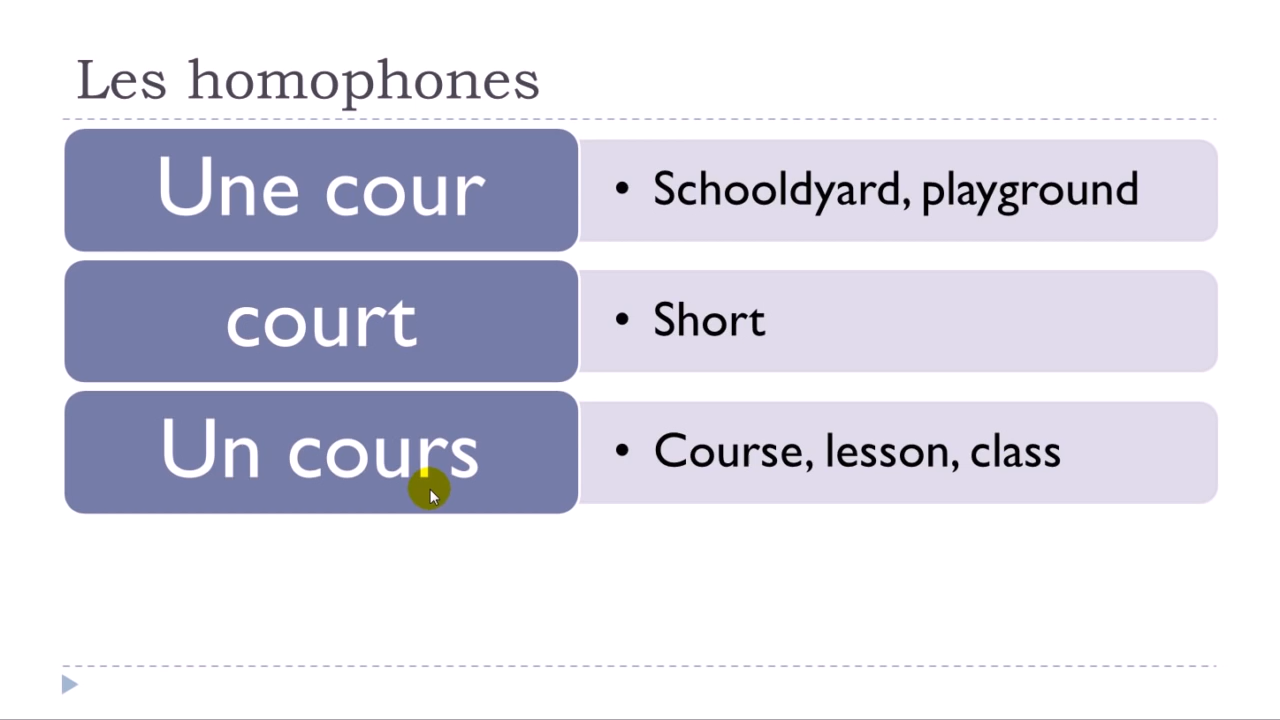 Les homophones
Une cour
• Schooldyard, playground
court
• Short
Un cours
• Course, lesson, class